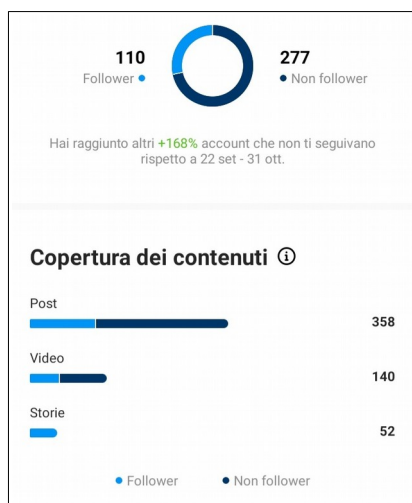 110
Follower
277
Non follower
Hai raggiunto altri +168% account che non ti seguivano
rispetto a 22 set - 31 ott.
Copertura dei contenuti
Post
358
Video
140
Storie
52
Follower
Non follower